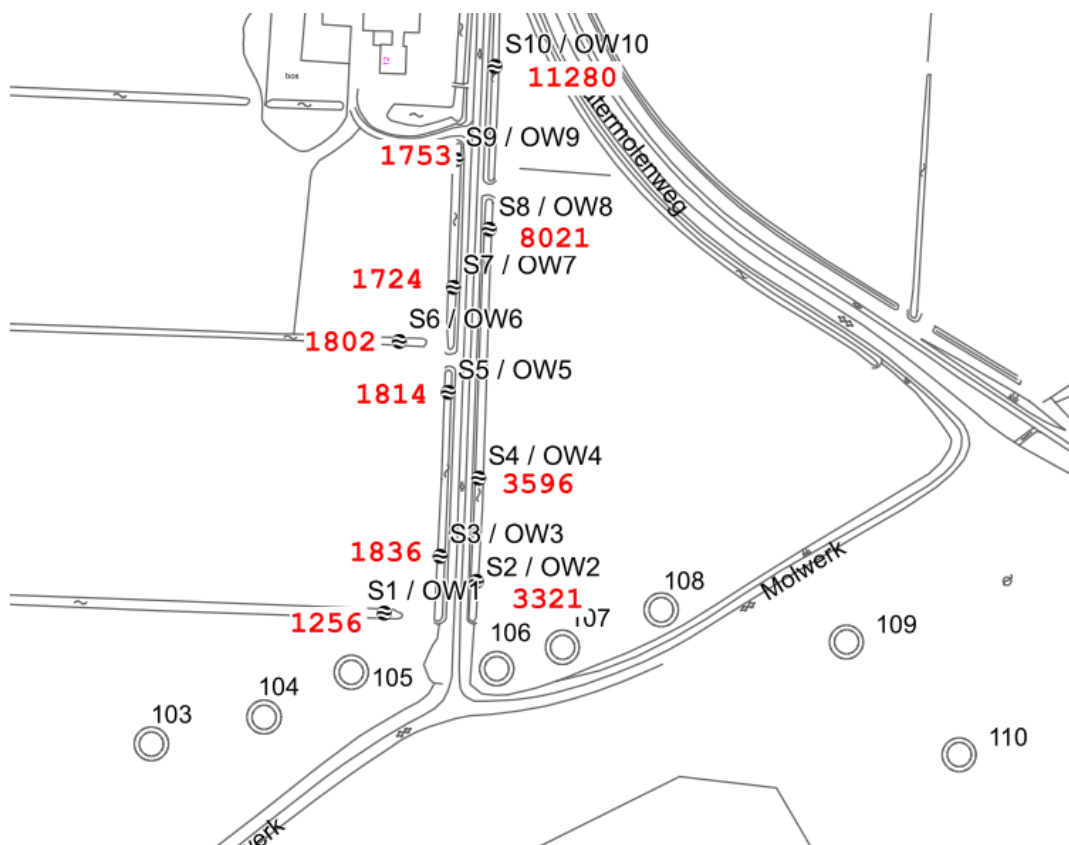 S10 / OW10
12
bos
11280
termolenweg
S9 / OW9
1753
S8 / OW8
8021
S7 / OW7
1724
S6 / OW6
1802
S5 / OW5
1814
S4 / OW4
3596
S3 / OW3
1836
S2 / OW2
3321
S1 / OW1
1256
Molwerk
108
107
106
109
105
104
103
110
werk